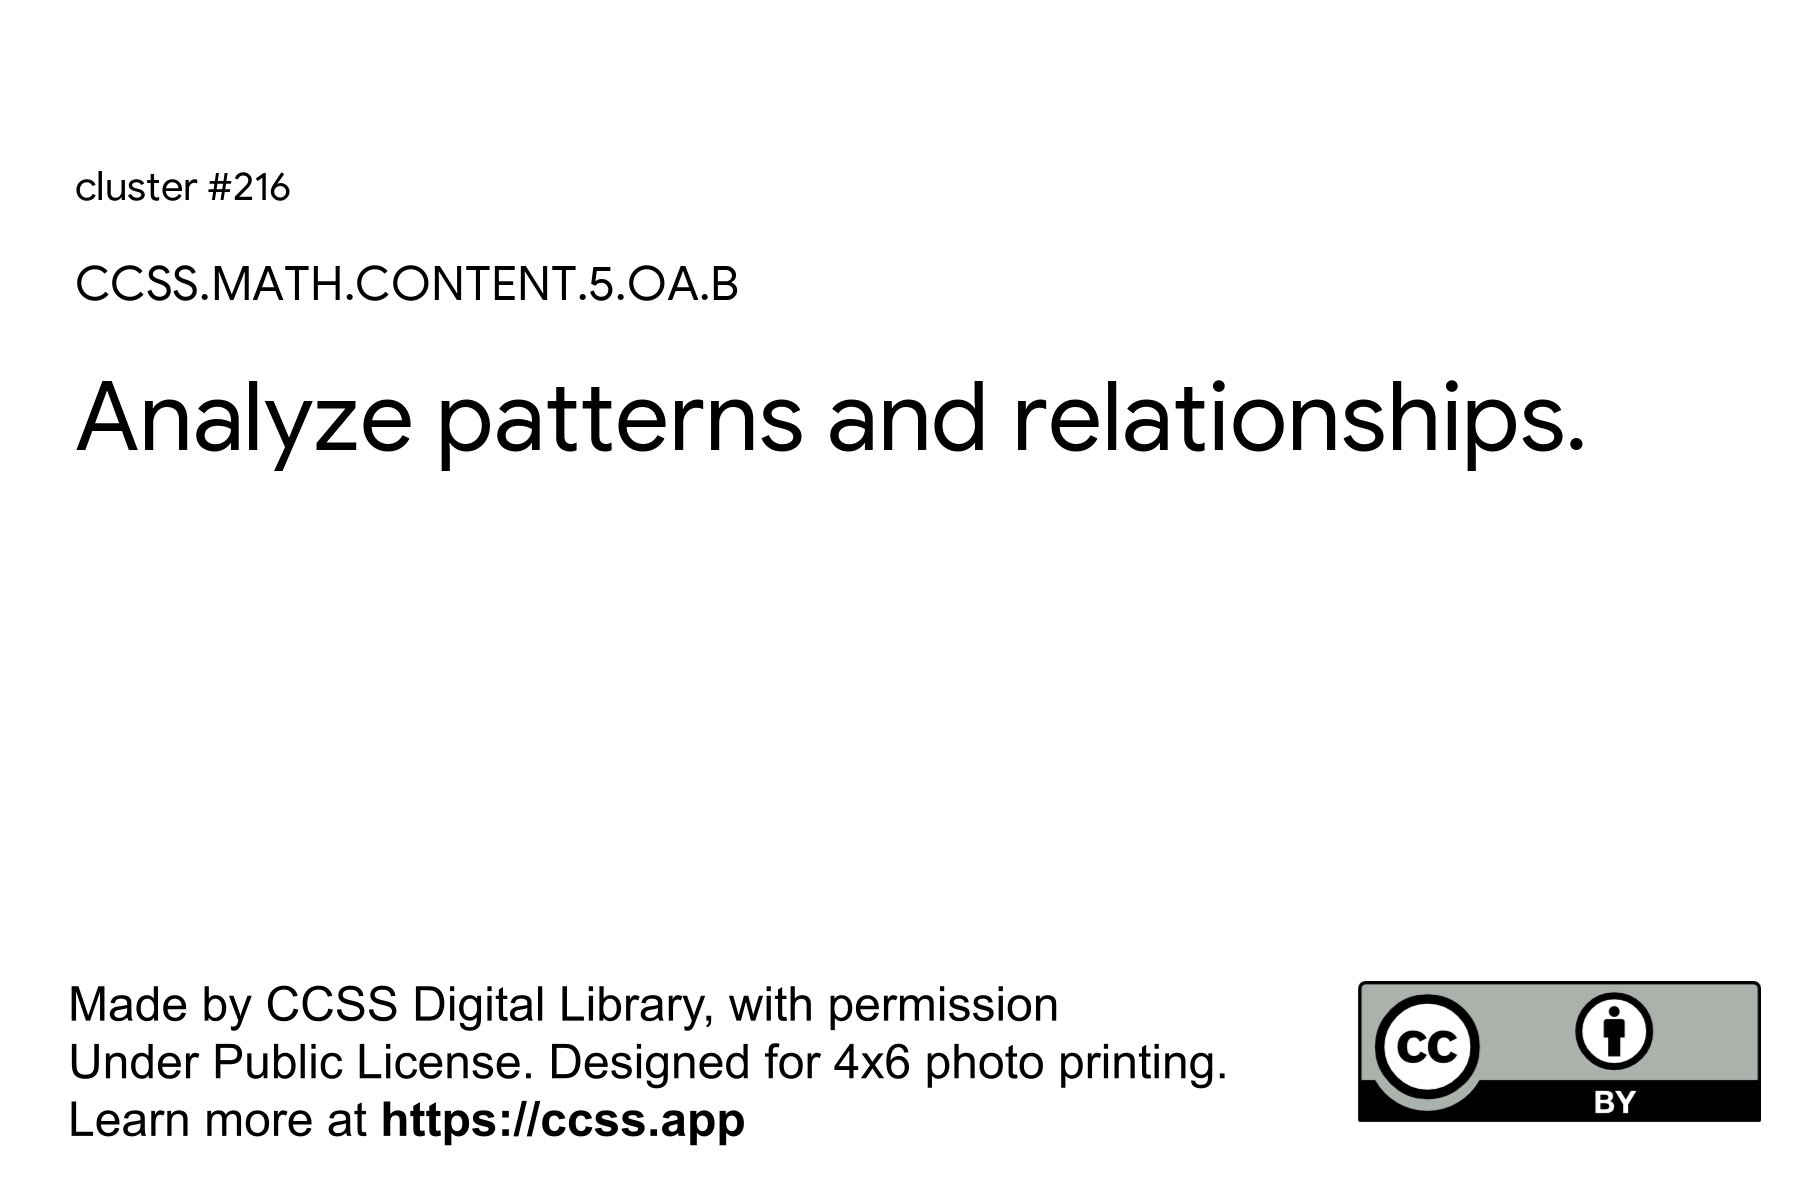 cluster #216
CCSS.MATH.CONTENT.5.OA.B
Analyze patterns and relationships.
Made by CCSS Digital Library, with permission
Under Public License. Designed for 4x6 photo printing.
Learn more at https://ccss.app
CC
BY